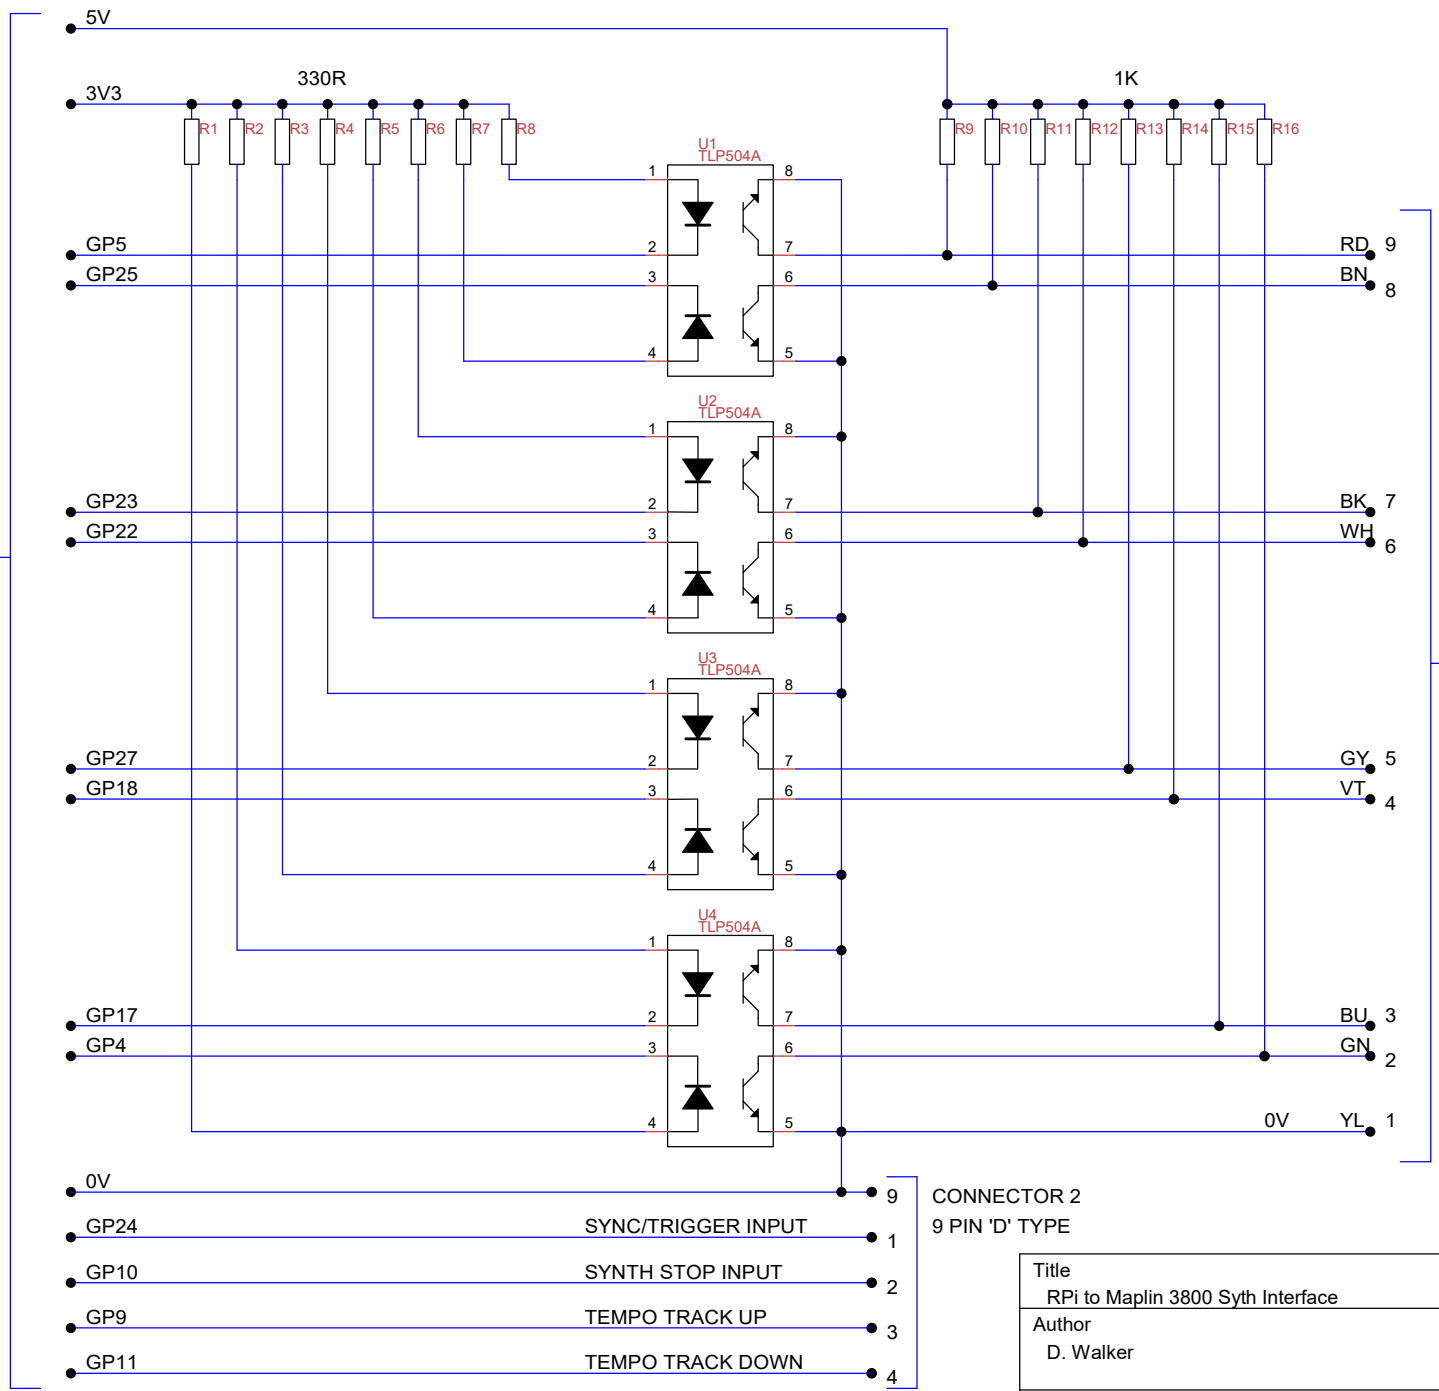 5V
330R
1K
3V3
R1 R2 R3 R4 R5 R6 R7 R8
R9 R10 R11 R12 R13 R14 R15 R16
U1
TLP504A
1 8
GP5 2 7 RD 9
GP25 3 6 BN 8
4 5
U2
TLP504A
1 8
GP23 2 7 BK 7
GP22 3 6 WH 6
4 5
U3
TLP504A
1 8
GP27 2 7 GY 5
GP18 3 6 VT 4
4 5
U4
TLP504A
1 8
GP17 2 7 BU 3
GP4 3 6 GN 2
4 5 0V YL 1
0V 9 CONNECTOR 2
GP24 SYNC/TRIGGER INPUT 1 9 PIN 'D' TYPE
GP10 SYNTH STOP INPUT 2
GP9 TEMPO TRACK UP 3
GP11 TEMPO TRACK DOWN 4
Title
RPi to Maplin 3800 Syth Interface
Author
D. Walker